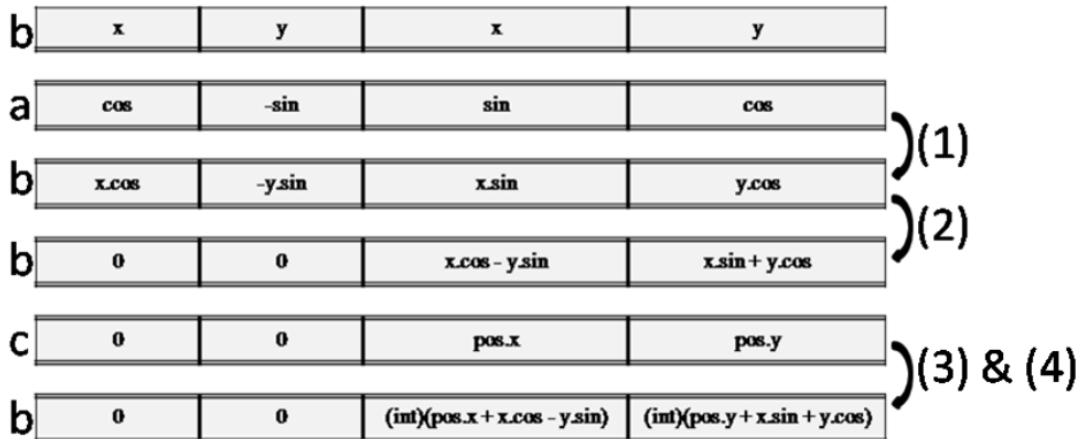 b x y x y
a cos -sin sin cos
(1)
b x.cos -y.sin x.sin y.cos
(2)
b 0 0 x.cos - y.sin x.sin + y.cos
c 0 0 pos.x pos.y
(3) & (4)
b 0 0 (int)(pos.x + x.cos - y.sin) (int)(pos.y + x.sin + y.cos)